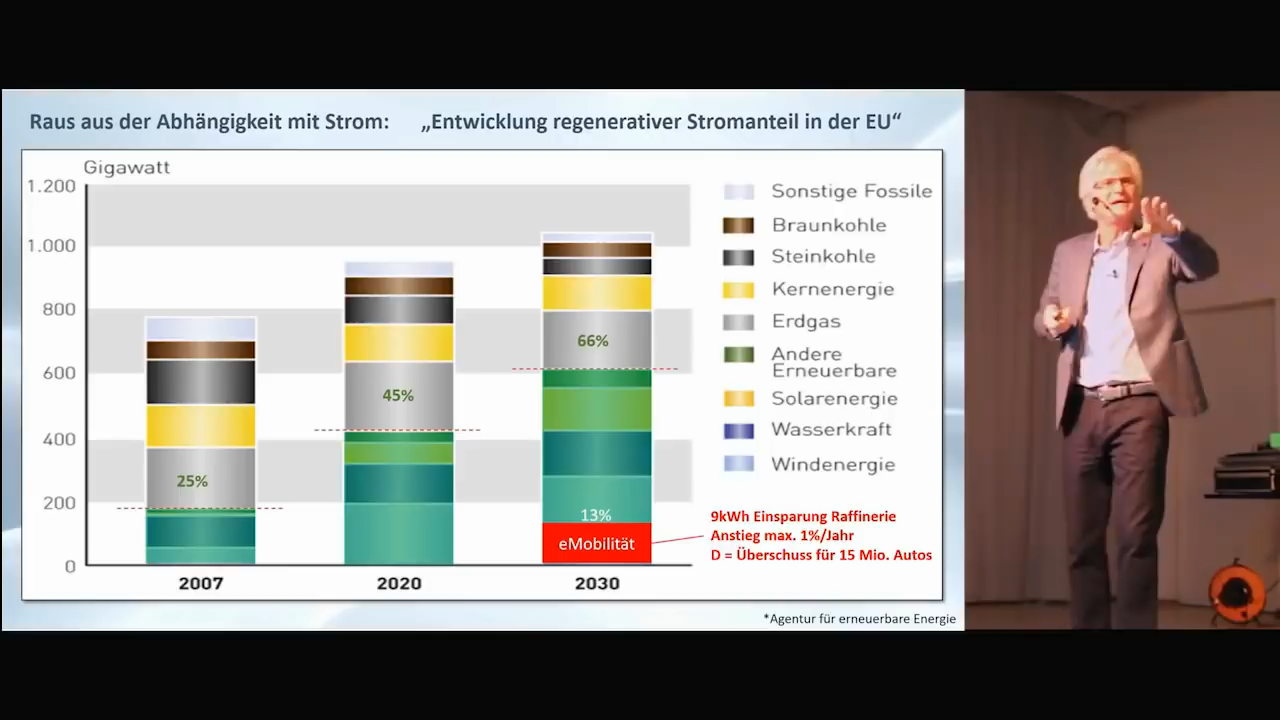 Raus aus der Abhängigkeit mit Strom: „Entwicklung regenerativer Stromanteil in der EU“
Gigawatt
1.200
1.000
800
600
400
200
0
25%
45%
66%
13%
eMobilität
2007
2020
2030
Sonstige Fossile
Braunkohle
Steinkohle
Kernenergie
Erdgas
Andere
Erneuerbare
Solarenergie
Wasserkraft
Windenergie
9kWh Einsparung Raffinerie
Anstieg max. 1%/Jahr
D = Überschuss für 15 Mio. Autos
*Agentur für erneuerbare Energie